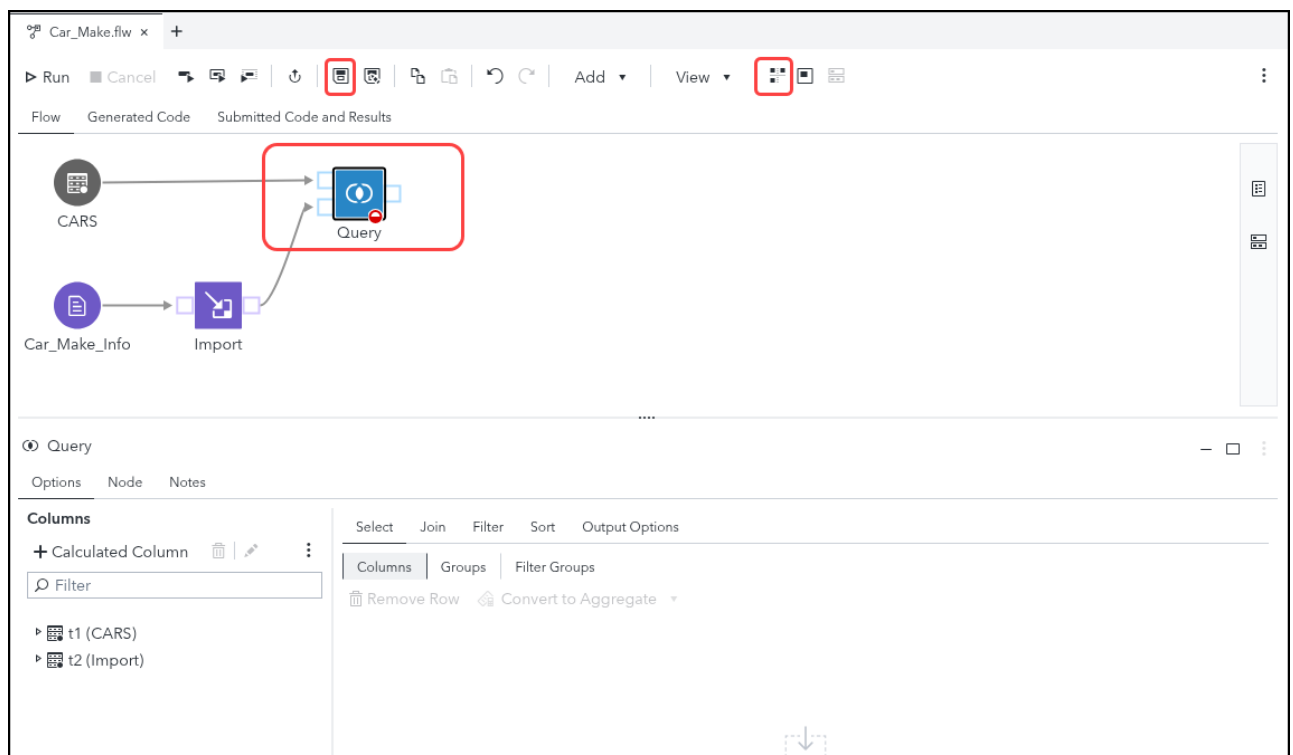 Car_Make.flw × +
Run Cancel Add View
Flow Generated Code Submitted Code and Results
CARS
Query
Car_Make_Info Import
Query
Options Node Notes
Columns
Select Join Filter Sort Output Options
+ Calculated Column
Columns Groups Filter Groups
Filter
Remove Row Convert to Aggregate
t1 (CARS)
t2 (Import)